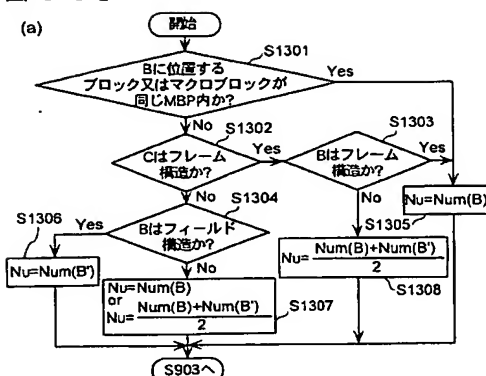 (a)
開始
S1301
Bに位置する
ブロック又はマクロブロックが
同じMBP内か?
Yes
No
S1302
Cはフレーム
構造か?
Yes
S1303
Bはフレーム
構造か?
Yes
No
No
S1304
Bはフィールド
構造か?
Yes
No
S1305
Nu=Num(B)
S1306
Nu=Num(B')
Nu=Num(B)
or
Nu=Num(B)+Num(B')
2
S1307
Nu=Num(B)+Num(B')
2
S1308
S903へ